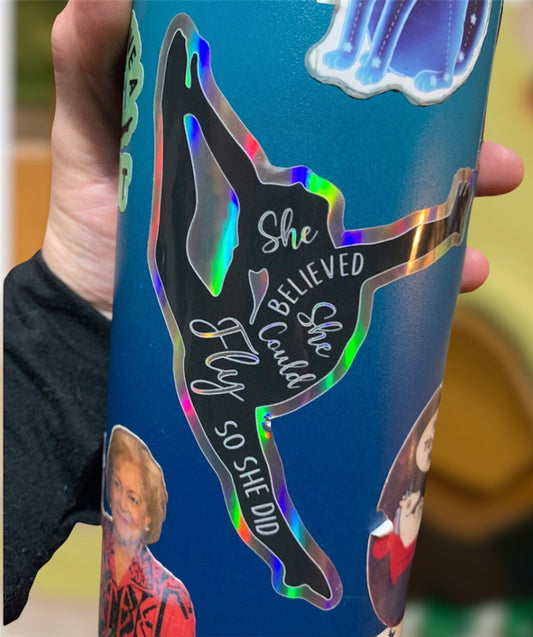 She
BELIEVED
She
Could
Fly
SO SHE DID